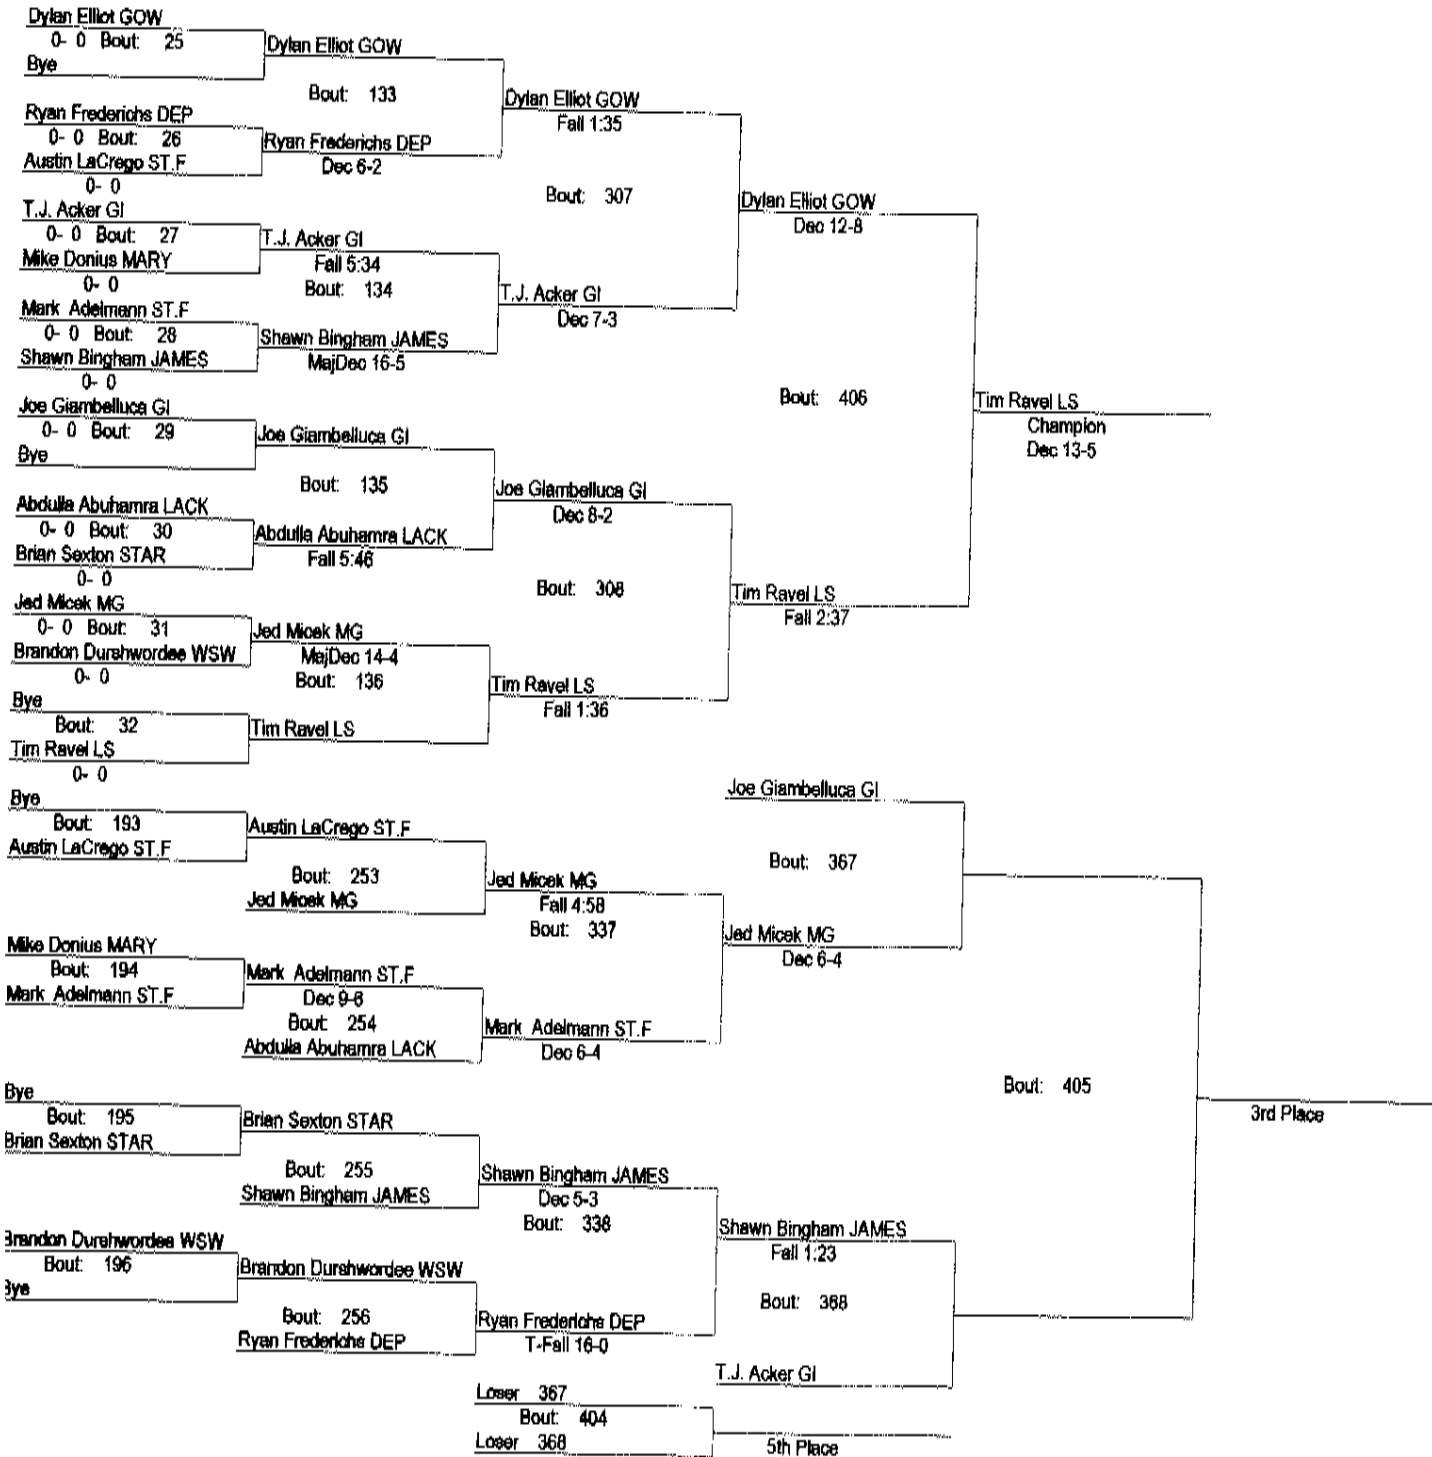 Dylan Elliot GOW
0- 0 Bout: 25
Bye
Dylan Elliot GOW
Bout: 133
Ryan Frederichs DEP
0- 0 Bout: 26
Austin LaCrego ST.F
0- 0
Ryan Frederichs DEP
Dec 6-2
Dylan Elliot GOW
Fall 1:35
Bout: 307
T.J. Acker GI
0- 0 Bout: 27
Mike Donius MARY
0- 0
T.J. Acker GI
Fall 5:34
Bout: 134
Mark Adelmann ST.F
0- 0 Bout: 28
Shawn Bingham JAMES
0- 0
Shawn Bingham JAMES
MajDec 16-5
T.J. Acker GI
Dec 7-3
Dylan Elliot GOW
Dec 12-8
Bout: 406
Joe Giambelluca GI
0- 0 Bout: 29
Bye
Joe Giambelluca GI
Bout: 135
Abdulla Abuhamra LACK
0- 0 Bout: 30
Brian Sexton STAR
0- 0
Abdulla Abuhamra LACK
Fall 5:46
Joe Giambelluca GI
Dec 8-2
Bout: 308
Jed Micek MG
0- 0 Bout: 31
Brandon Durshwordee WSW
0- 0
Jed Micek MG
MajDec 14-4
Bout: 136
Bye
Bout: 32
Tim Ravel LS
0- 0
Tim Ravel LS
Tim Ravel LS
Fall 1:36
Tim Ravel LS
Fall 2:37
Tim Ravel LS
Champion
Dec 13-5
Bye
Bout: 193
Austin LaCrego ST.F
Austin LaCrego ST.F
Bout: 253
Jed Micek MG
Jed Micek MG
Fall 4:58
Bout: 337
Mike Donius MARY
Bout: 194
Mark Adelmann ST.F
Mark Adelmann ST.F
Dec 9-6
Bout: 254
Abdulla Abuhamra LACK
Mark Adelmann ST.F
Dec 6-4
Joe Giambelluca GI
Bout: 367
Jed Micek MG
Dec 6-4
Bout: 405
3rd Place
Bye
Bout: 195
Brian Sexton STAR
Brian Sexton STAR
Bout: 255
Shawn Bingham JAMES
Shawn Bingham JAMES
Dec 5-3
Bout: 338
Brandon Durshwordee WSW
Bout: 196
Bye
Brandon Durshwordee WSW
Bout: 256
Ryan Frederichs DEP
Ryan Frederichs DEP
T-Fall 16-0
Shawn Bingham JAMES
Fall 1:23
Bout: 368
T.J. Acker GI
Loser 367
Bout: 404
Loser 368
5th Place